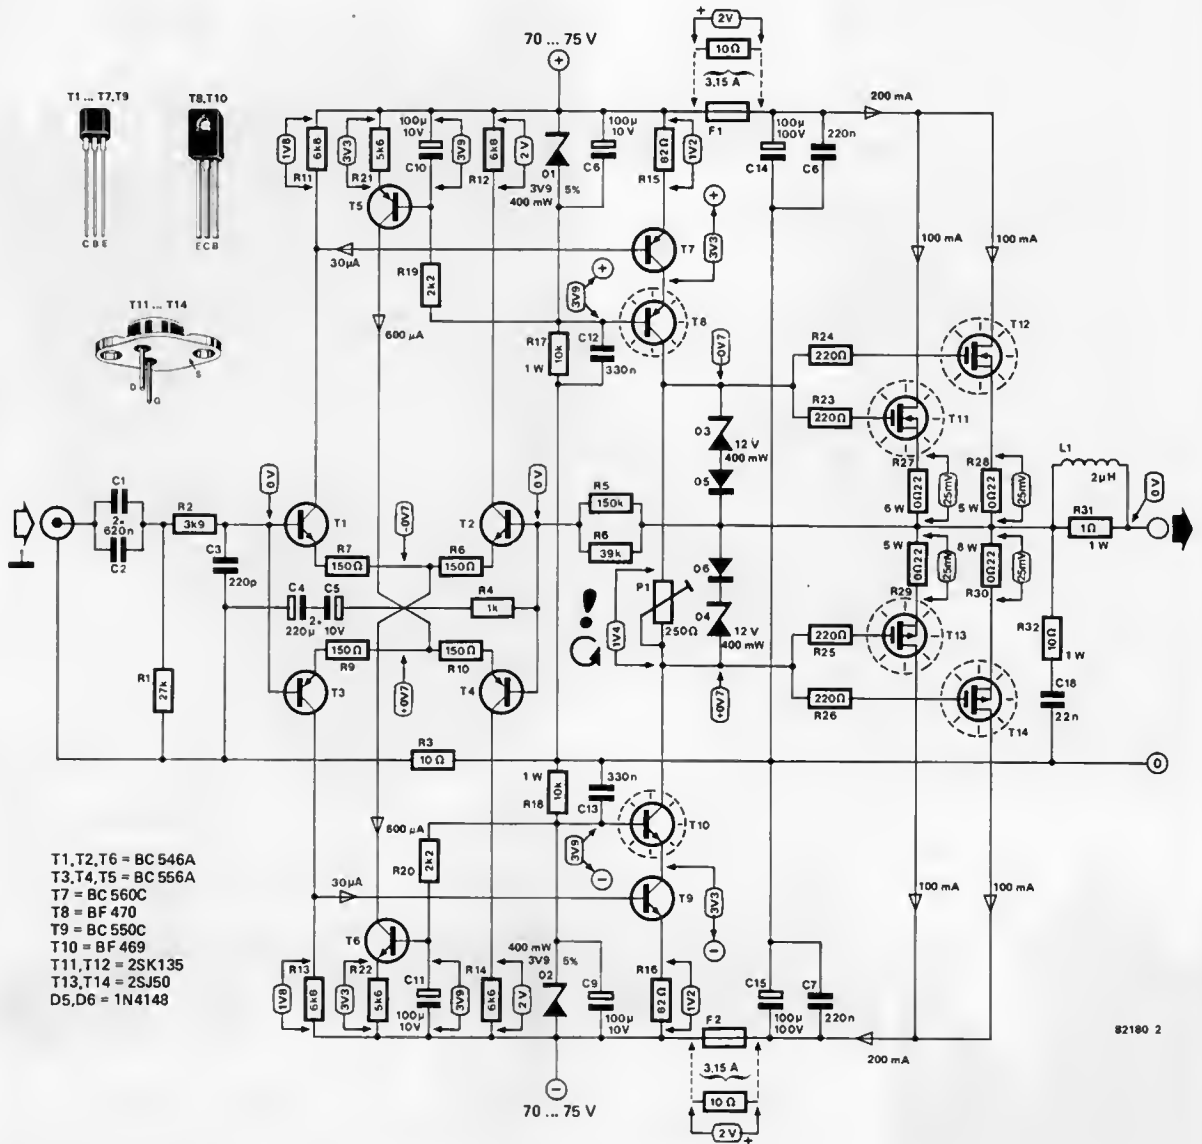 +
2V
70 ... 75 V
+
10Ω
3,15 A
F1
200 mA
T1 ... T7,T9
T8,T10
C B E
E C B
T11 ... T14
D
G
S
1V8
6k8
R11
3V3
5k6
R21
100µ
10V
C10
3V9
6k8
R12
2V
D1
3V9 5%
400 mW
100µ
10V
C6
82Ω
R15
1V2
100µ
100V
C14
220n
C6
T5
30µA
R19
2k2
600µA
T7
+
3V3
+
3V9
T8
R17
10k
1 W
C12
330n
100 mA
100 mA
-0V7
R24
220Ω
R23
220Ω
T12
T11
D3
12 V
400 mW
D5
R27
0Ω22
6 W
25mV
R28
0Ω22
5 W
25mV
L1
2µH
0V
R31
1Ω
1 W
C1
2*
620n
C2
R2
3k9
0V
C3
220p
T1
R7
150Ω
-0V7
R6
150Ω
T2
0V
R5
150k
R6
39k
C4
220µ
C5
2*
10V
R4
1k
150Ω
R9
150Ω
R10
+0V7
R1
27k
T3
T4
!
1V4
P1
250Ω
D6
D4
12 V
400 mW
+0V7
5 W
0Ω22
R29
25mV
8 W
0Ω22
R30
25mV
220Ω
R25
T13
220Ω
R26
T14
R32
10Ω
1 W
C18
22n
R3
10Ω
0
1 W
R18
10k
330n
C13
T10
3V9
-
600µA
R20
2k2
30µA
T9
3V3
-
100 mA
100 mA
T6
T1,T2,T6 = BC 546A
T3,T4,T5 = BC 556A
T7 = BC 560C
T8 = BF 470
T9 = BC 550C
T10 = BF 469
T11,T12 = 2SK135
T13,T14 = 2SJ50
D5,D6 = 1N4148
1V8
R13
6k8
3V3
R22
5k6
C11
100µ
10V
3V9
R14
6k8
2V
400 mW
3V9 5%
D2
C9
100µ
10V
R16
82Ω
1V2
C15
100µ
100V
C7
220n
F2
200 mA
3,15 A
10Ω
2V
+
-
70 ... 75 V
82180 2